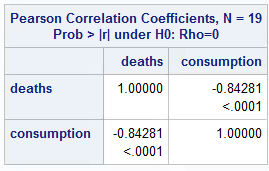 Pearson Correlation Coefficients, N = 19
Prob > |r| under H0: Rho=0
deaths consumption
deaths 1.00000 -0.84281
<.0001
consumption -0.84281 1.00000
<.0001